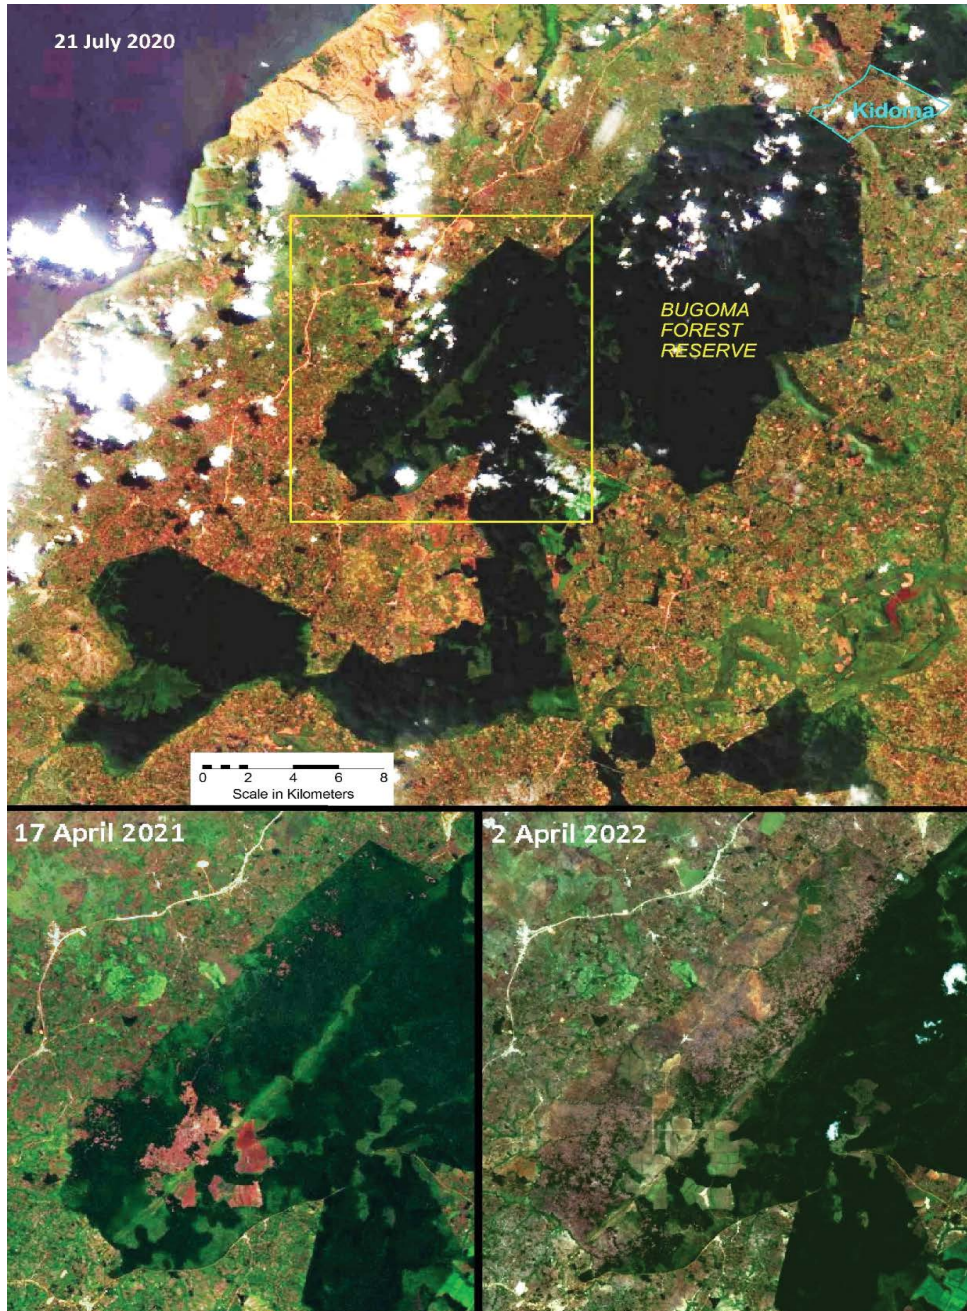 21 July 2020
Kidoma
BUGOMA
FOREST
RESERVE
0 2 4 6 8
Scale in Kilometers
17 April 2021
2 April 2022